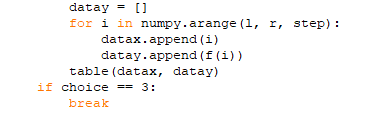 datay = []
for i in numpy.arange(l, r, step):
datax.append(i)
datay.append(f(i))
table(datax, datay)
if choice == 3:
break